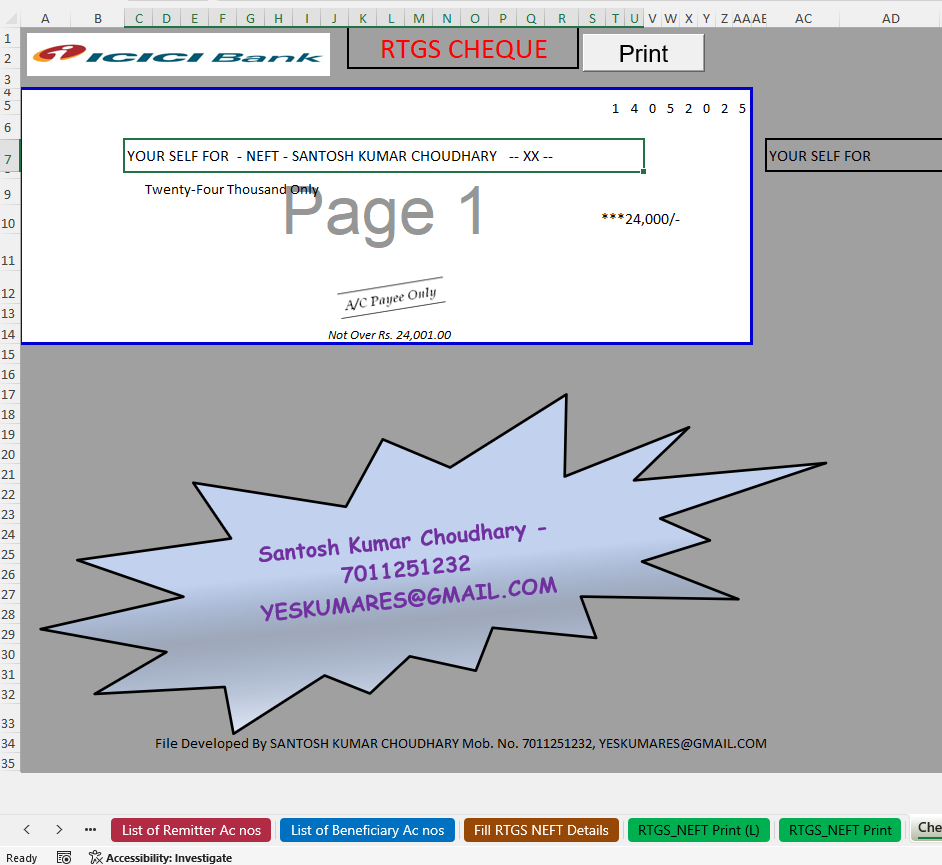 A B C D E F G H I J K L M N O P Q R S T U V W X Y Z AA AE AC AD
1
2
3
4
5
6
7
9
10
11
12
13
14
15
16
17
18
19
20
21
22
23
24
25
26
27
28
29
30
31
32
33
34
35
ICICI Bank
RTGS CHEQUE
Print
1 4 0 5 2 0 2 5
YOUR SELF FOR - NEFT - SANTOSH KUMAR CHOUDHARY -- XX --
YOUR SELF FOR
Twenty-Four Thousand Only
Page 1
***24,000/-
A/C Payee Only
Not Over Rs. 24,001.00
Santosh Kumar Choudhary -
7011251232
YESKUMARES@GMAIL.COM
File Developed By SANTOSH KUMAR CHOUDHARY Mob. No. 7011251232, YESKUMARES@GMAIL.COM
List of Remitter Ac nos
List of Beneficiary Ac nos
Fill RTGS NEFT Details
RTGS_NEFT Print (L)
RTGS_NEFT Print
Che
Ready
Accessibility: Investigate